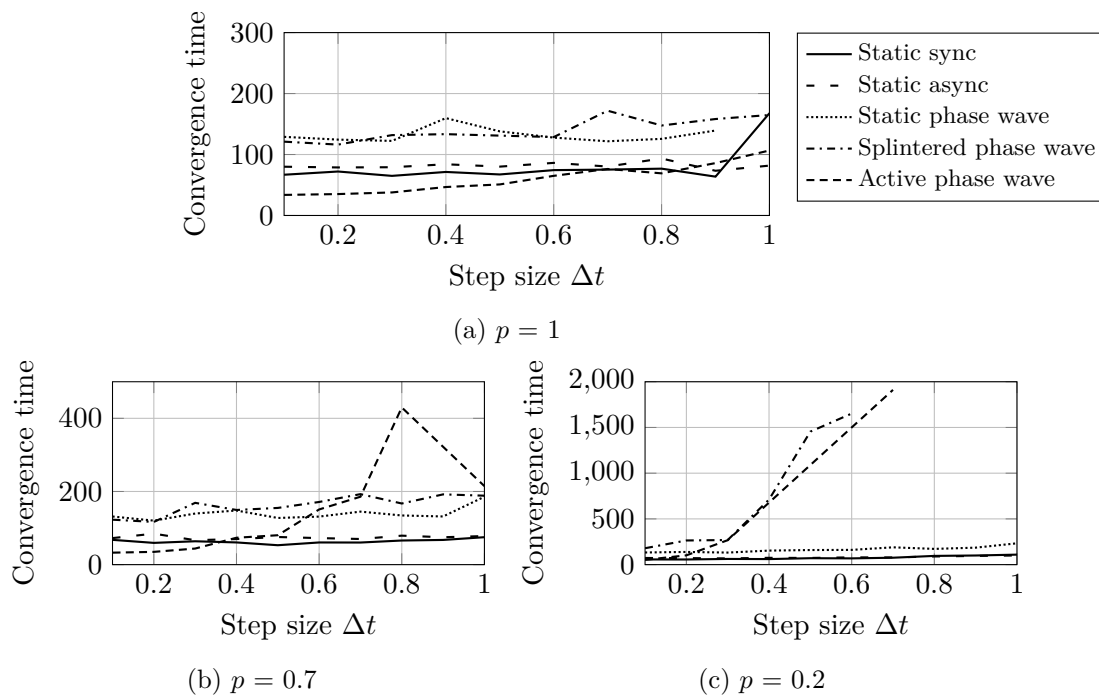 300
200
100
0
Convergence time
0.2 0.4 0.6 0.8 1
Step size Δt
Static sync
Static async
Static phase wave
Splintered phase wave
Active phase wave
(a) p = 1
400
200
0
Convergence time
0.2 0.4 0.6 0.8 1
Step size Δt
(b) p = 0.7
2,000
1,500
1,000
500
0
Convergence time
0.2 0.4 0.6 0.8 1
Step size Δt
(c) p = 0.2